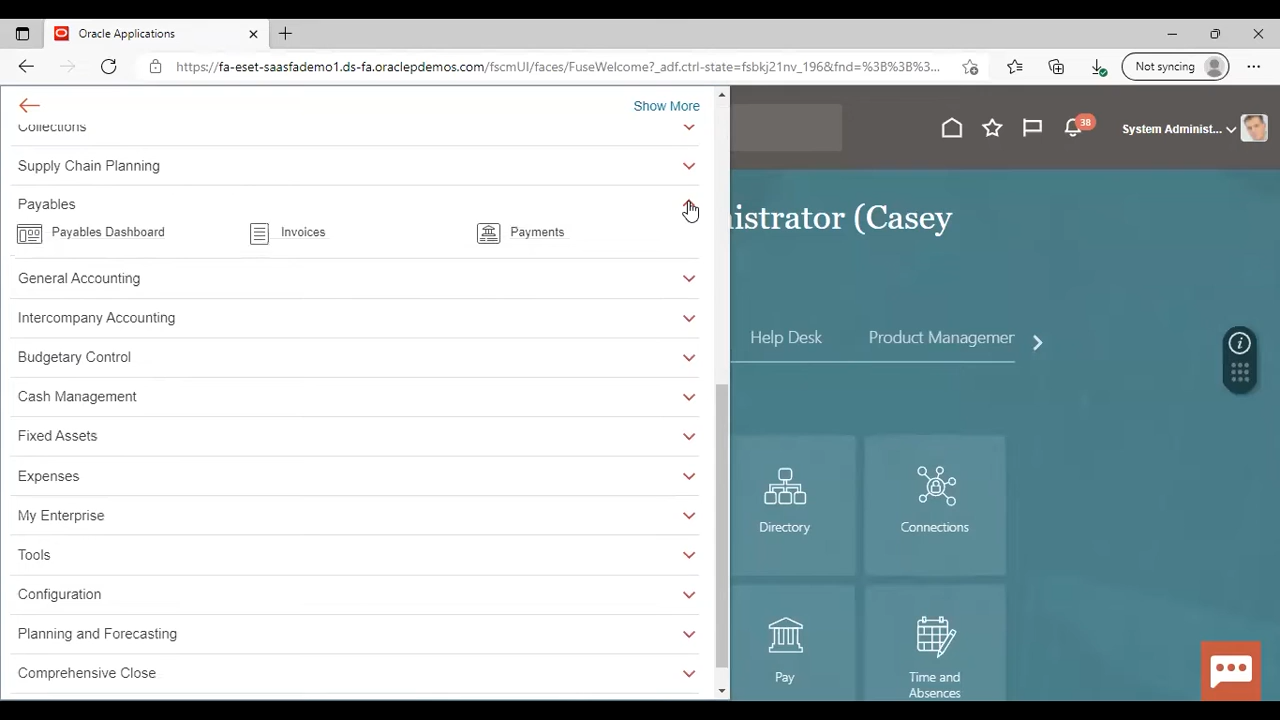 Oracle Applications
https://fa-eset-saasfademo1.ds-fa.oraclepdemos.com/fscmUI/faces/FuseWelcome?_adf.ctrl-state=fsbkj21nv_196&fnd=%3B%3B%3...
Not syncing
Show More
Collections
Supply Chain Planning
Payables
Payables Dashboard
Invoices
Payments
General Accounting
Intercompany Accounting
Budgetary Control
Cash Management
Fixed Assets
Expenses
My Enterprise
Tools
Configuration
Planning and Forecasting
Comprehensive Close
38
System Administ...
nistrator (Casey
Help Desk
Product Managemer
Directory
Connections
Pay
Time and
Absences